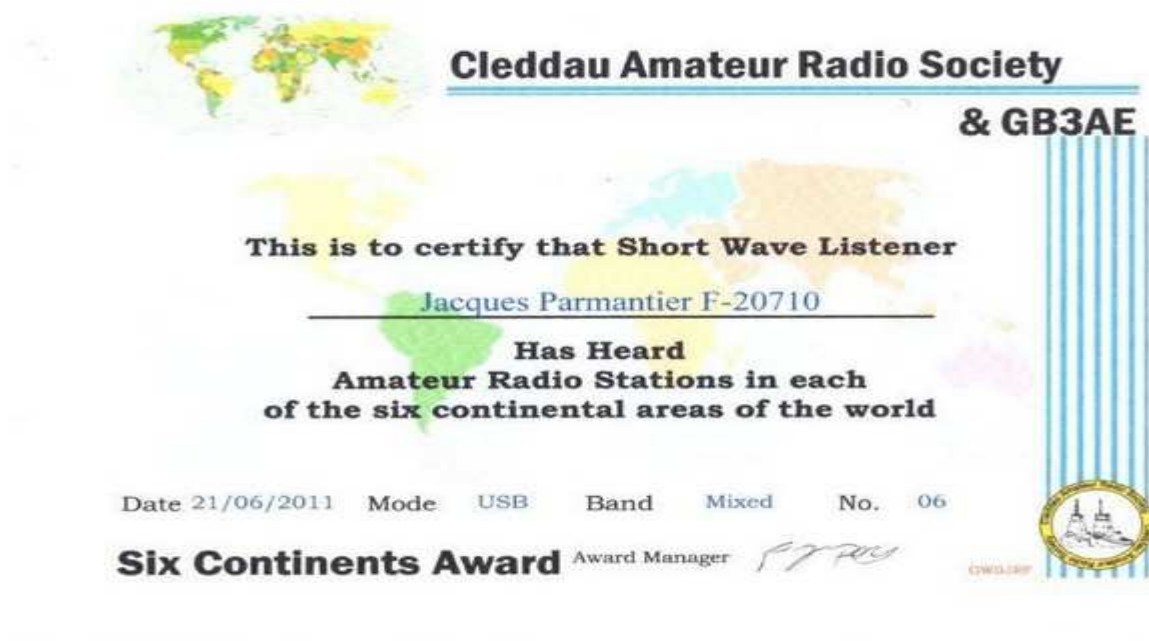 Cleddau Amateur Radio Society
& GB3AE
This is to certify that Short Wave Listener
Jacques Parmantier F-20710
Has Heard
Amateur Radio Stations in each
of the six continental areas of the world
Date 21/06/2011 Mode USB Band Mixed No. 06
Six Continents Award Award Manager